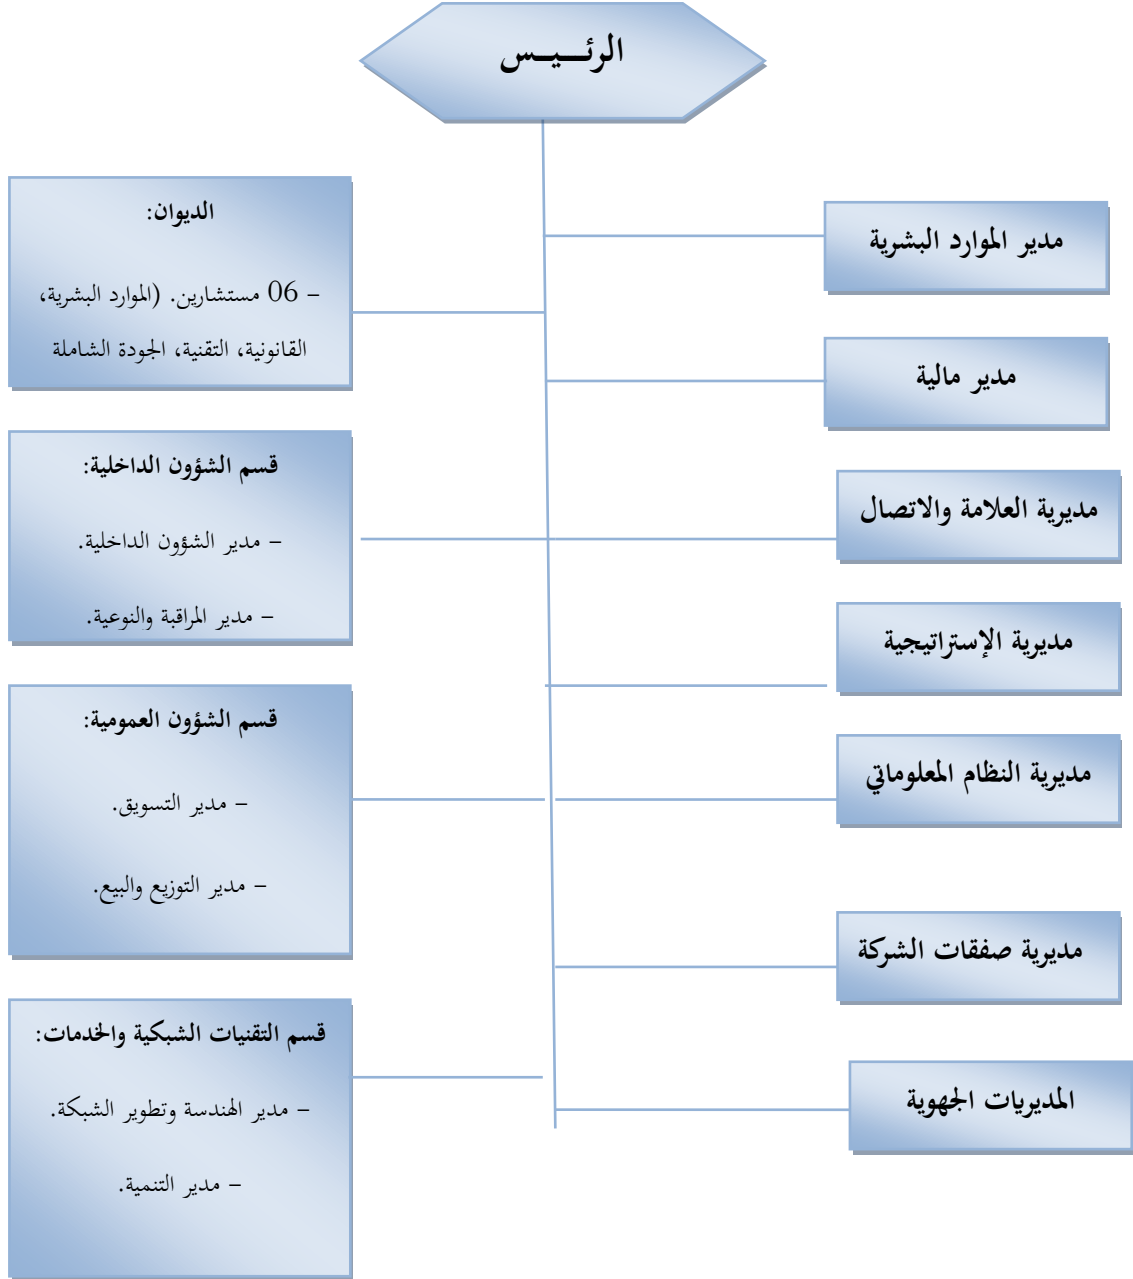 الرئـــيـــس
مدير الموارد البشرية
مدير مالية
مديرية العلامة والاتصال
مديرية الإستراتيجية
مديرية النظام المعلوماتي
مديرية صفقات الشركة
المديريات الجهوية
الديوان:
– 06 مستشارين. (الموارد البشرية،
القانونية، التقنية، الجودة الشاملة
قسم الشؤون الداخلية:
– مدير الشؤون الداخلية.
– مدير المراقبة والنوعية.
قسم الشؤون العمومية:
– مدير التسويق.
– مدير التوزيع والبيع.
قسم التقنيات الشبكية والخدمات:
– مدير الهندسة وتطوير الشبكة.
– مدير التنمية.